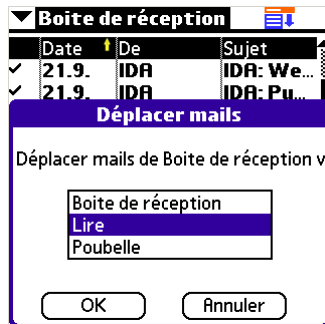 Boite de réception
Date De Sujet
21.9. IDA IDA: We...
21.9. IDA IDA: Pu...
Déplacer mails
Déplacer mails de Boite de réception v
Boite de réception
Lire
Poubelle
OK Annuler